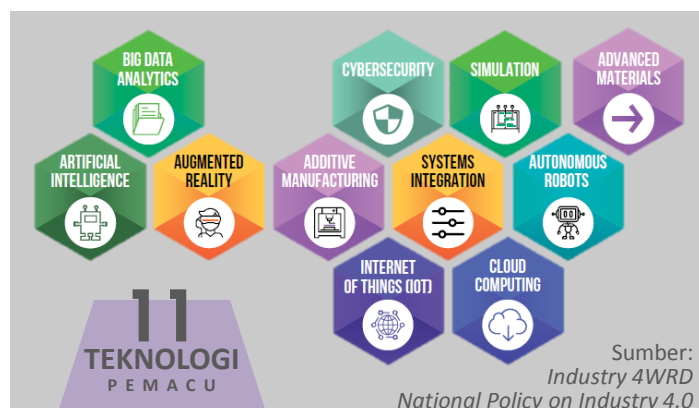 BIG DATA
ANALYTICS
CYBERSECURITY
SIMULATION
ADVANCED
MATERIALS
ARTIFICIAL
INTELLIGENCE
AUGMENTED
REALITY
ADDITIVE
MANUFACTURING
SYSTEMS
INTEGRATION
AUTONOMOUS
ROBOTS
INTERNET
OF THINGS (IOT)
CLOUD
COMPUTING
11
TEKNOLOGI
PEMACU
Sumber:
Industry 4WRD
National Policy on Industry 4.0